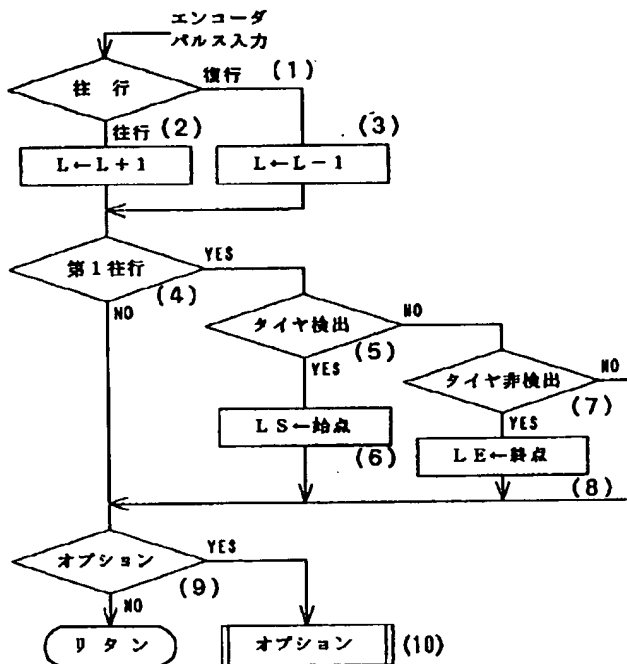 エンコーダ
パルス入力
往行
復行 (1)
往行 (2)
(3)
L←L+1
L←L−1
第1往行
YES
(4)
NO
タイヤ検出
NO
(5)
YES
タイヤ非検出
NO
(7)
YES
LS←始点
(6)
LE←終点
(8)
オプション
YES
(9)
NO
リタン
オプション
(10)